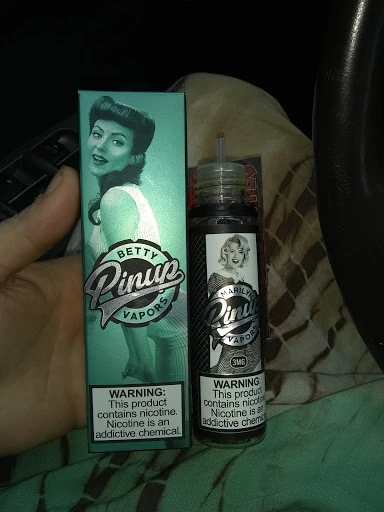 BETTY
Pinup
VAPORS
WARNING:
This product
contains nicotine.
Nicotine is an
addictive chemical.
MARILYN
Pinup
VAPORS
3MG
WARNING:
This product
contains nicotine
Nicotine is an
addictive chemical